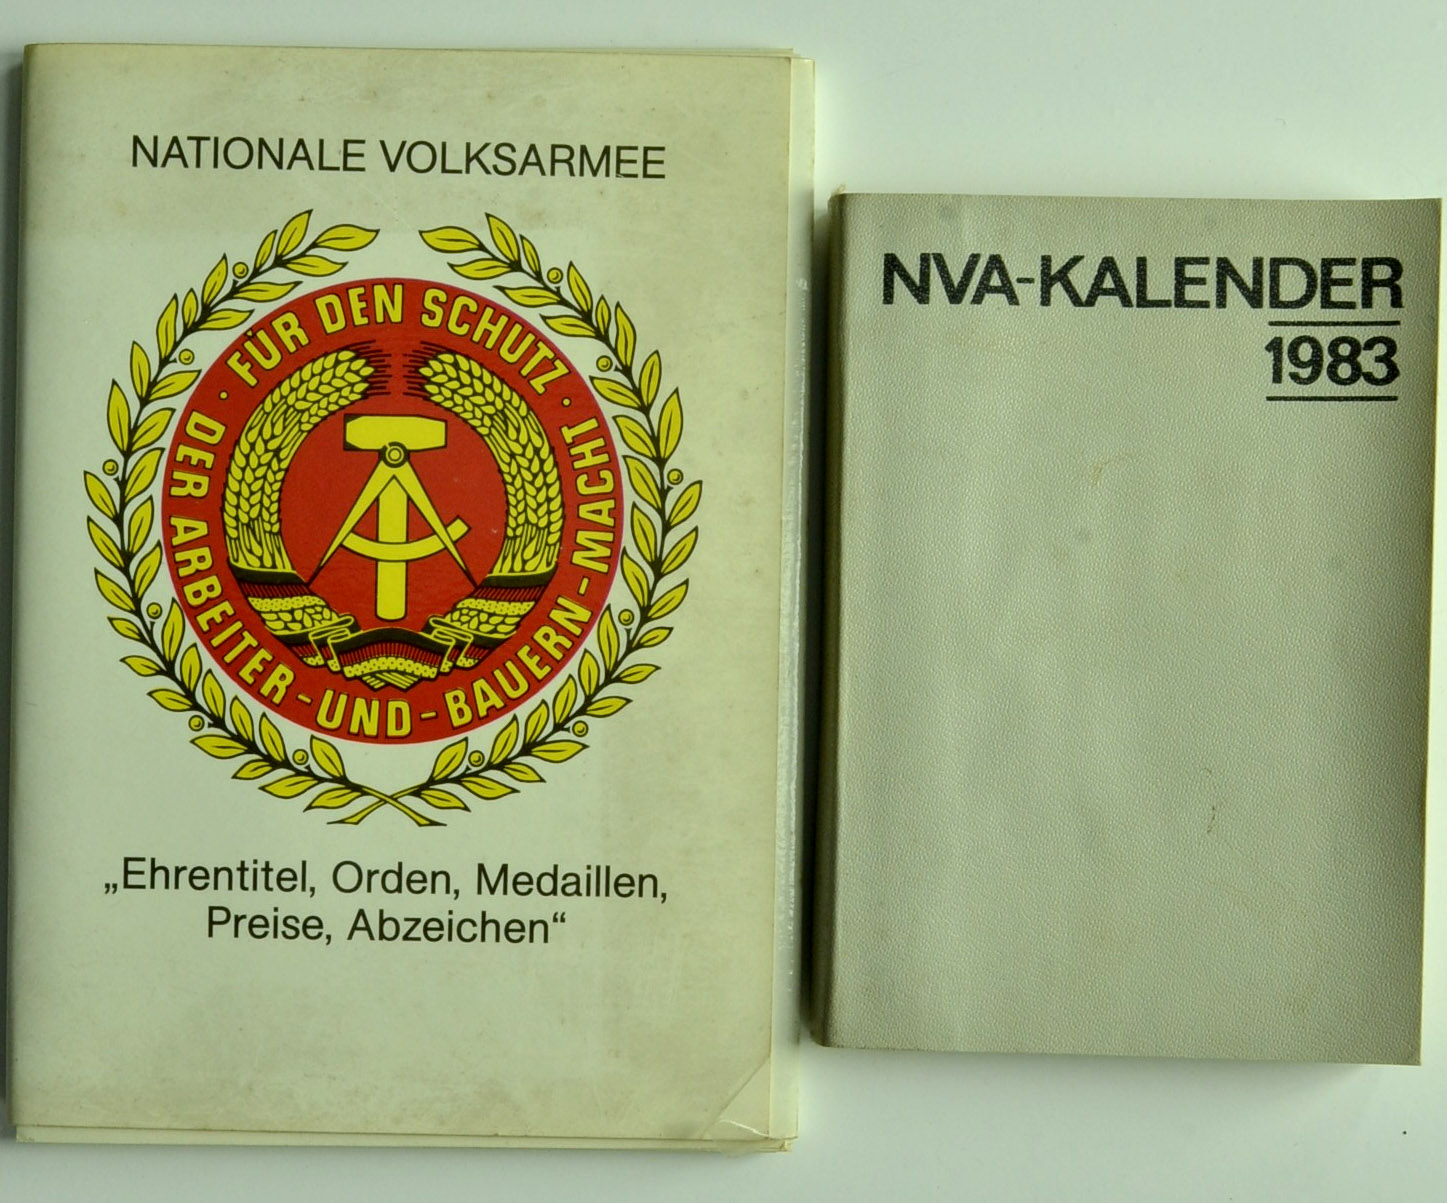 NATIONALE VOLKSARMEE
· FÜR DEN SCHUTZ ·
DER ARBEITER-UND-BAUERN-MACHT
„Ehrentitel, Orden, Medaillen,
Preise, Abzeichen“
NVA-KALENDER
1983